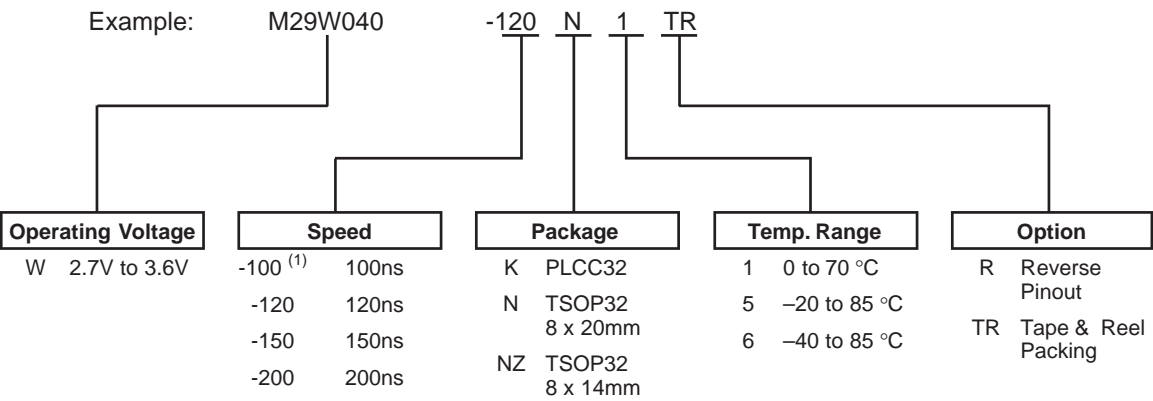 Example: M29W040 -120 N 1 TR
Operating Voltage
W 2.7V to 3.6V
Speed
-100 (1) 100ns
-120 120ns
-150 150ns
-200 200ns
Package
K PLCC32
N TSOP32
8 x 20mm
NZ TSOP32
8 x 14mm
Temp. Range
1 0 to 70 °C
5 –20 to 85 °C
6 –40 to 85 °C
Option
R Reverse
Pinout
TR Tape & Reel
Packing